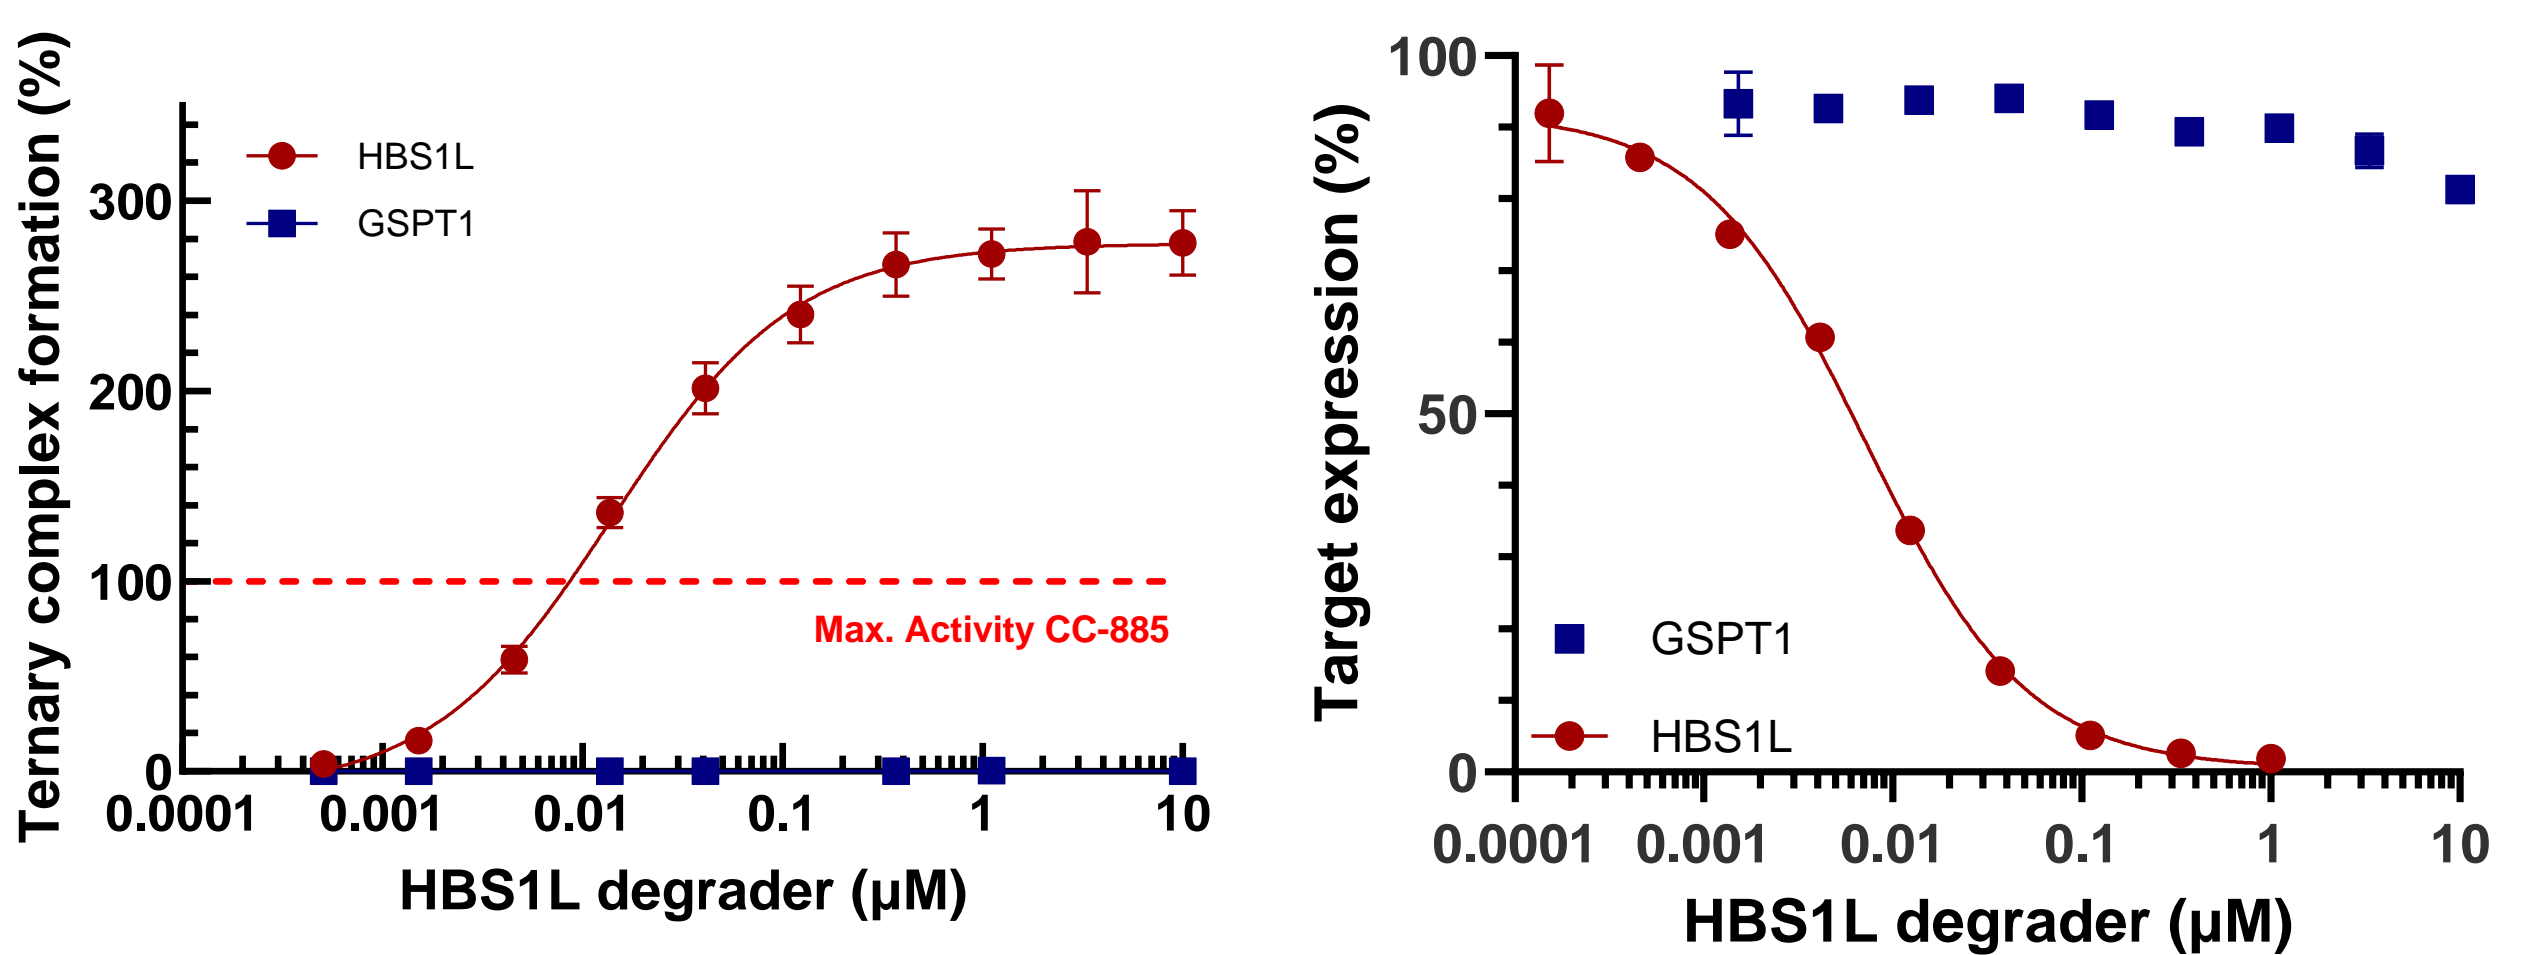 Ternary complex formation (%)
300
200
100
0
HBS1L
GSPT1
Max. Activity CC-885
0.0001 0.001 0.01 0.1 1 10
HBS1L degrader (µM)
Target expression (%)
100
50
0
GSPT1
HBS1L
0.0001 0.001 0.01 0.1 1 10
HBS1L degrader (µM)